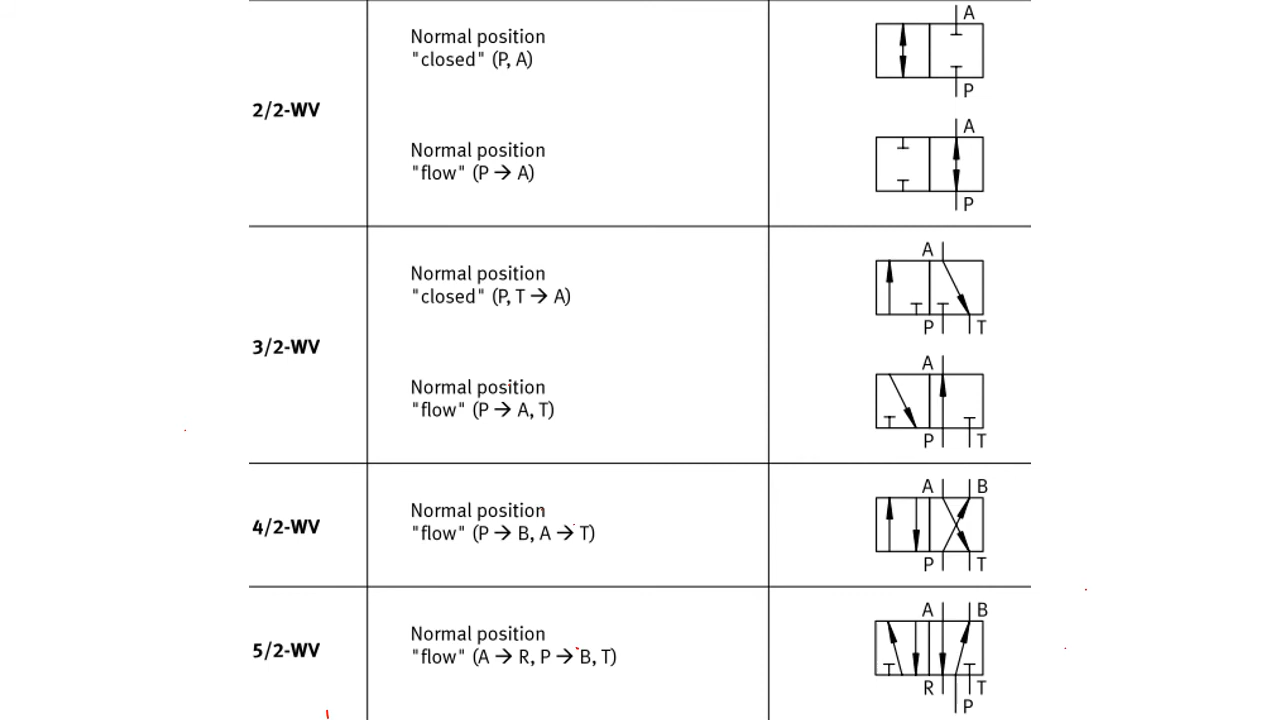 2/2-WV
Normal position
"closed" (P, A)
A
P
Normal position
"flow" (P → A)
A
P
3/2-WV
Normal position
"closed" (P, T → A)
A
P T
Normal position
"flow" (P → A, T)
A
P T
4/2-WV
Normal position
"flow" (P → B, A → T)
A B
P T
5/2-WV
Normal position
"flow" (A → R, P → B, T)
A B
R T
P